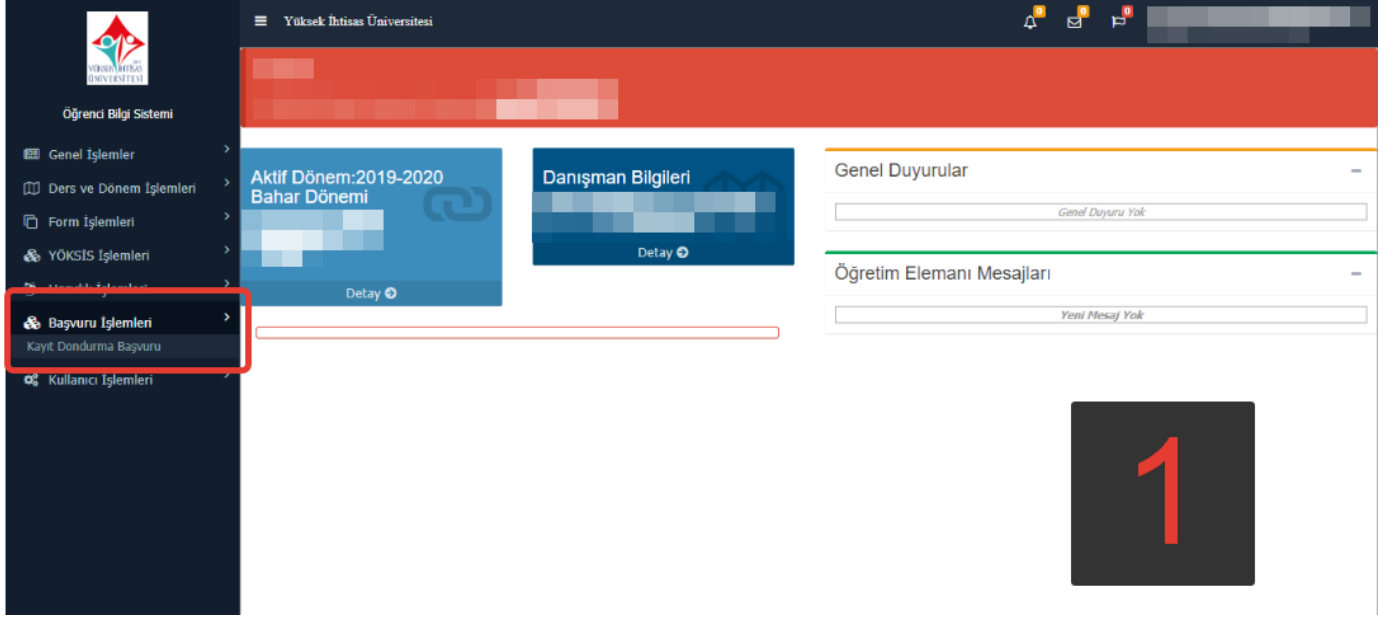 YÜKSEK İHTİSAS
ÜNİVERSİTESİ
Öğrenci Bilgi Sistemi
Genel İşlemler
Ders ve Dönem İşlemleri
Form İşlemleri
YÖKSİS İşlemleri
Başvuru İşlemleri
Kayıt Dondurma Başvuru
Kullanıcı İşlemleri
Yüksek İhtisas Üniversitesi
0
0
0
Aktif Dönem:2019-2020
Bahar Dönemi
Detay
Danışman Bilgileri
Detay
Genel Duyurular
Genel Duyuru Yok
Öğretim Elemanı Mesajları
Yeni Mesaj Yok
1